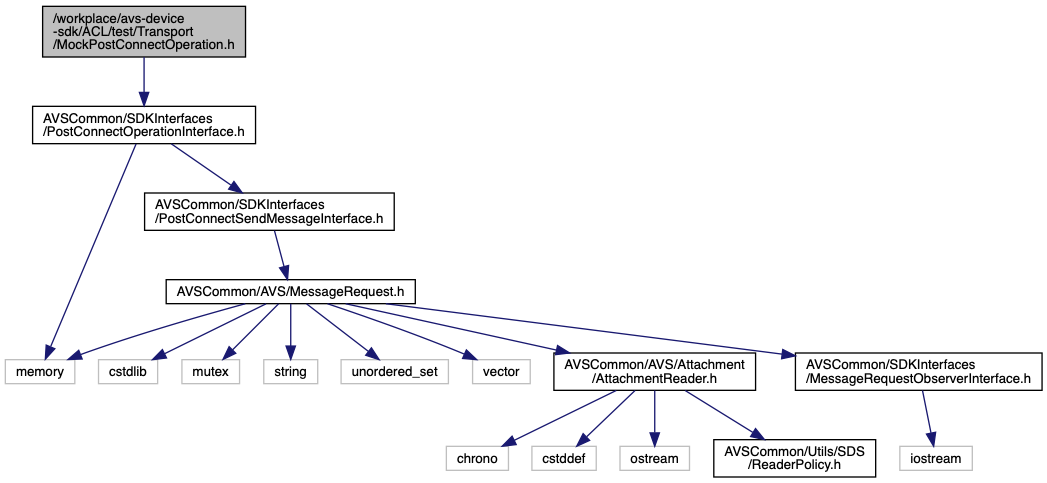 /workplace/avs-device
-sdk/ACL/test/Transport
/MockPostConnectOperation.h
AVSCommon/SDKInterfaces
/PostConnectOperationInterface.h
AVSCommon/SDKInterfaces
/PostConnectSendMessageInterface.h
AVSCommon/AVS/MessageRequest.h
memory
cstdlib
mutex
string
unordered_set
vector
AVSCommon/AVS/Attachment
/AttachmentReader.h
AVSCommon/SDKInterfaces
/MessageRequestObserverInterface.h
chrono
cstddef
ostream
AVSCommon/Utils/SDS
/ReaderPolicy.h
iostream